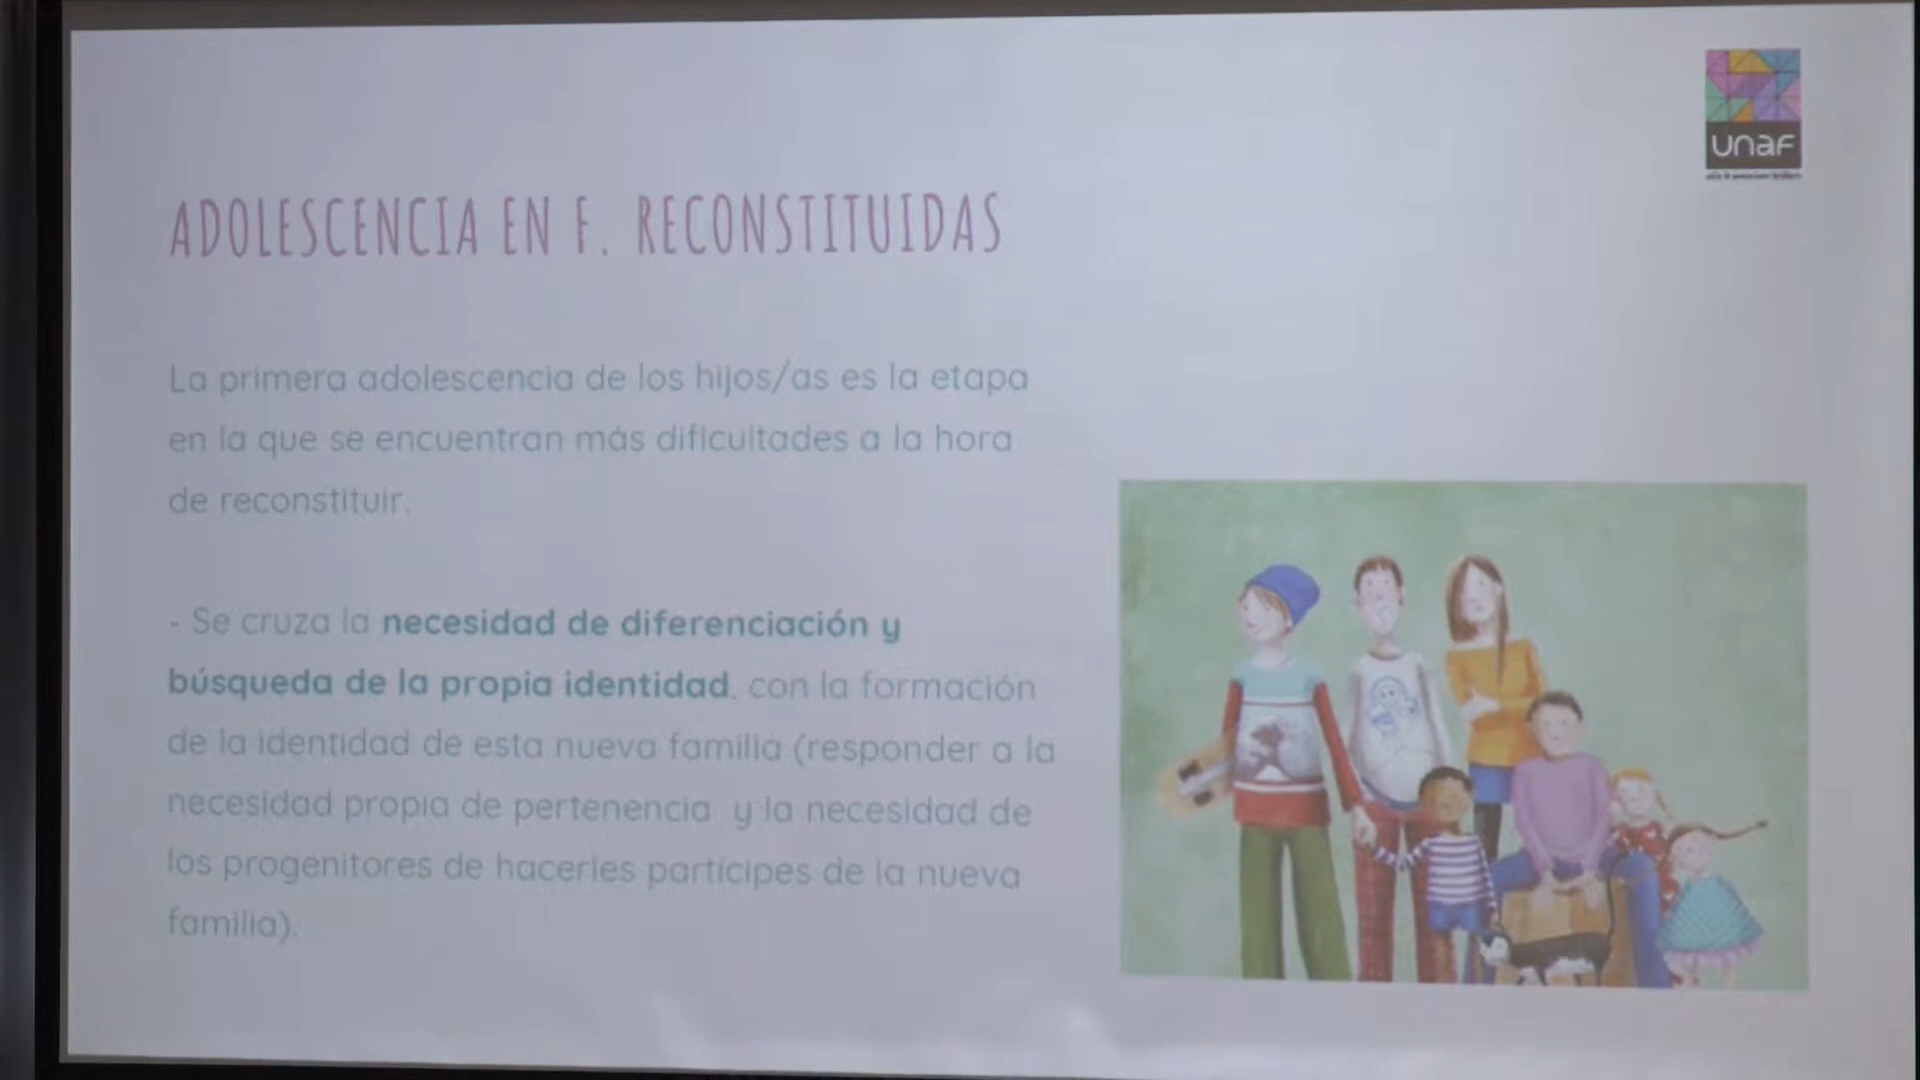 unaf
ADOLESCENCIA EN F. RECONSTITUIDAS
La primera adolescencia de los hijos/as es la etapa
en la que se encuentran más dificultades a la hora
de reconstituir.
- Se cruza la necesidad de diferenciación y
búsqueda de la propia identidad, con la formación
de la identidad de esta nueva familia (responder a la
necesidad propia de pertenencia y la necesidad de
los progenitores de hacerles partícipes de la nueva
familia).